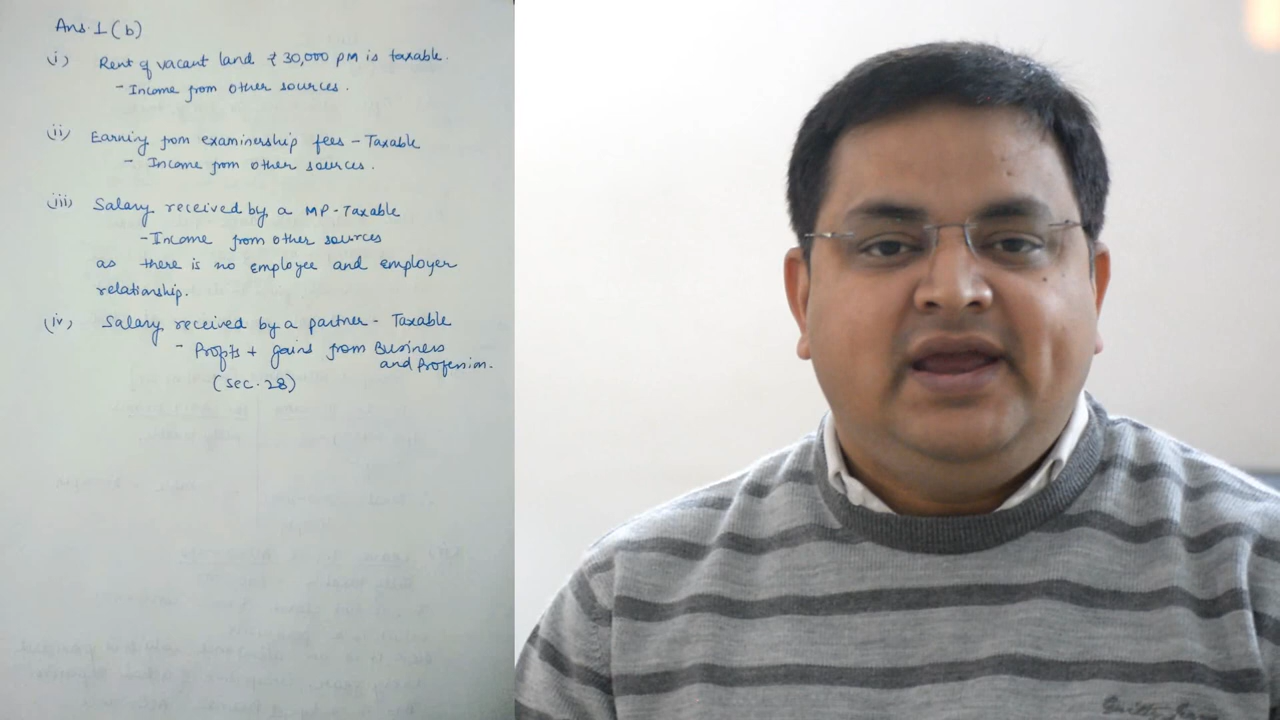 Ans. 1 (b)
(i) Rent of vacant land ₹ 30,000 PM is taxable.
- Income from other sources.
(ii) Earning from examinership fees - Taxable
- Income from other sources.
(iii) Salary received by a MP - Taxable
- Income from other sources
as there is no employee and employer
relationship.
(iv) Salary received by a partner - Taxable
- Profits + gains from Business
and Profession.
(sec. 28)